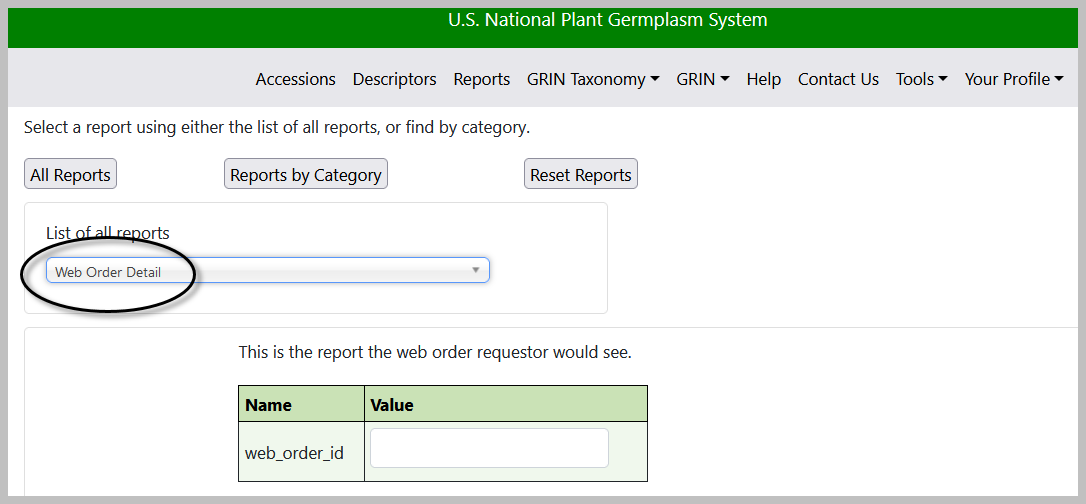 U.S. National Plant Germplasm System
Accessions Descriptors Reports GRIN Taxonomy GRIN Help Contact Us Tools Your Profile
Select a report using either the list of all reports, or find by category.
All Reports Reports by Category Reset Reports
List of all reports
Web Order Detail
This is the report the web order requestor would see.
Name Value
web_order_id